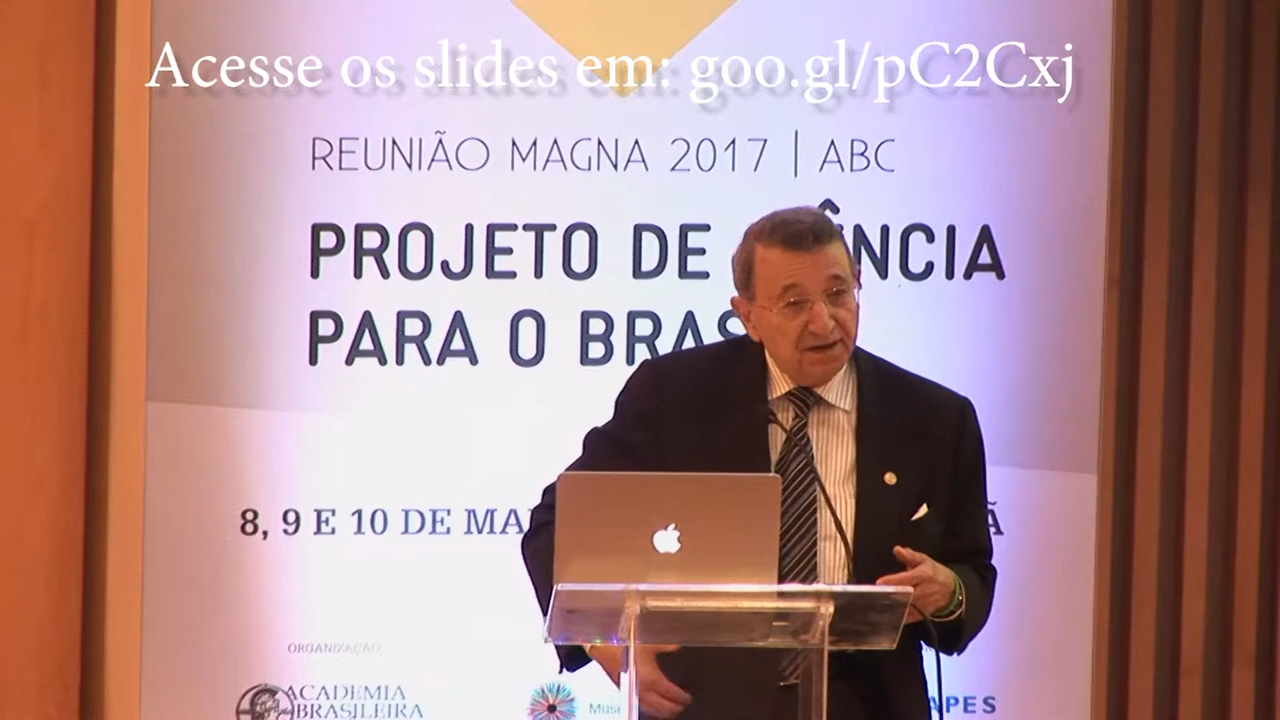 Acesse os slides em: goo.gl/pC2Cxj
REUNIÃO MAGNA 2017 | ABC
PROJETO DE NCIA
PARA O BRAS
8, 9 E 10 DE MA
ORGANIZAÇÃO
ACADEMIA
BRASILEIRA
Muse
APES